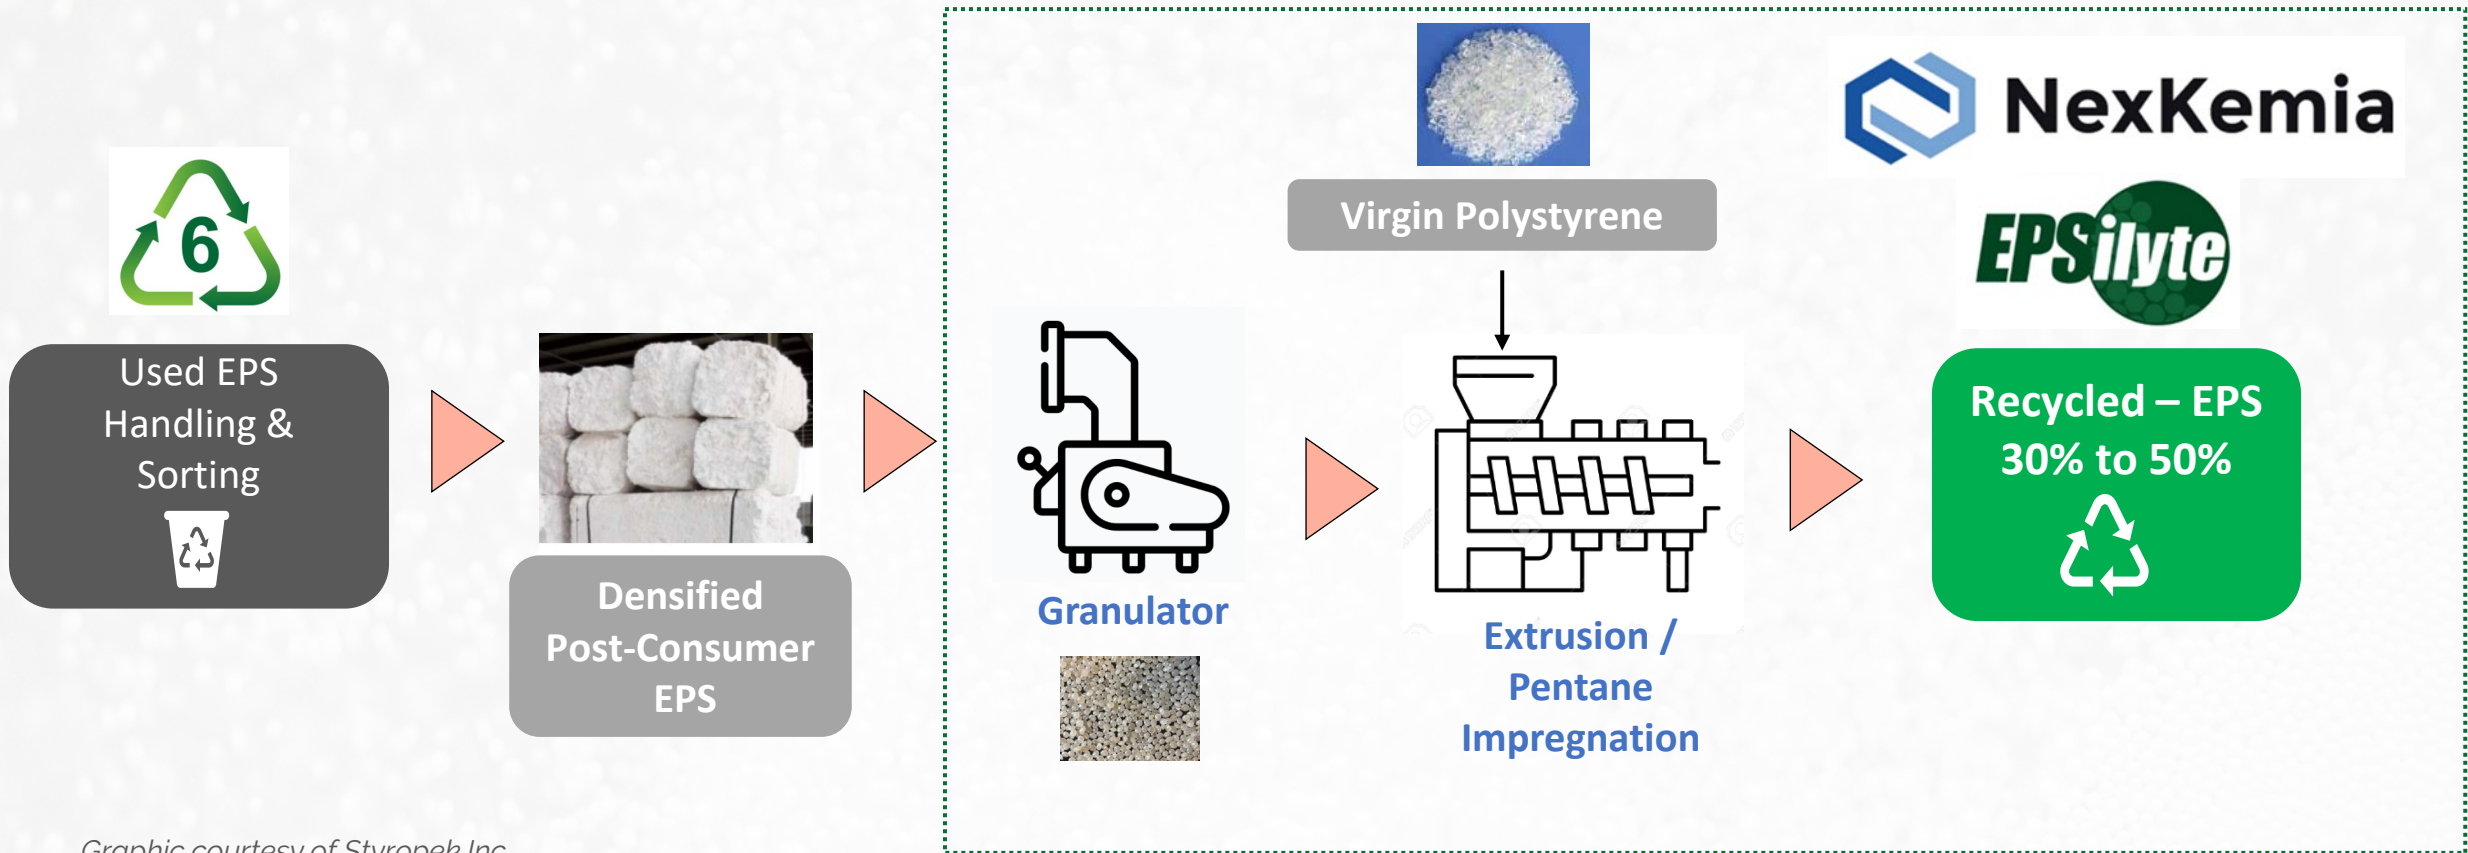 6
Used EPS
Handling &
Sorting
Densified
Post-Consumer
EPS
Granulator
Virgin Polystyrene
Extrusion /
Pentane
Impregnation
NexKemia
EPSilyte
Recycled – EPS
30% to 50%
Graphic courtesy of Styropek Inc